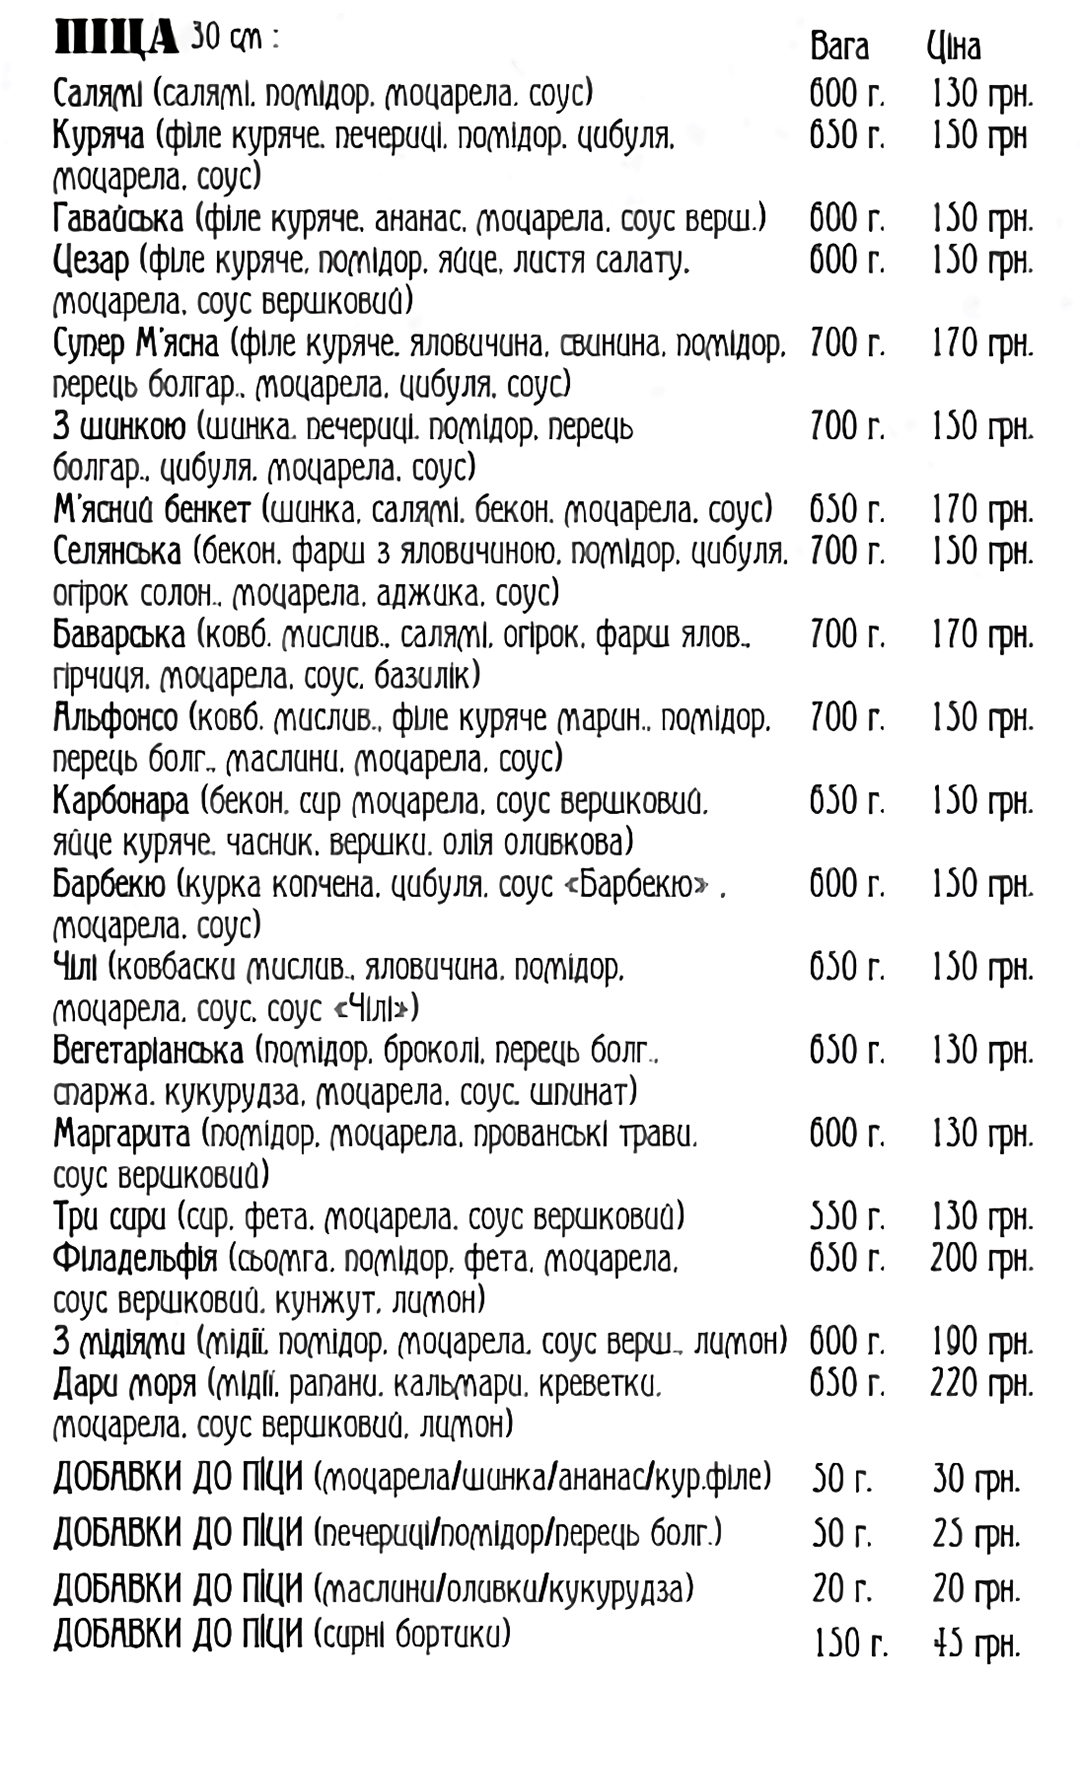 ПІЦА 30 см : Вага Ціна
Салямі (салямі, помідор, моцарела, соус) 600 г. 130 грн.
Куряча (філе куряче, печериці, помідор, цибуля, 650 г. 150 грн
моцарела, соус)
Гавайська (філе куряче, ананас, моцарела, соус верш.) 600 г. 150 грн.
Цезар (філе куряче, помідор, яйце, листя салату, 600 г. 150 грн.
моцарела, соус вершковий)
Супер М'ясна (філе куряче, яловичина, свинина, помідор, 700 г. 170 грн.
перець болгар., моцарела, цибуля, соус)
З шинкою (шинка, печериці, помідор, перець 700 г. 150 грн.
болгар., цибуля, моцарела, соус)
М'ясний бенкет (шинка, салямі, бекон, моцарела, соус) 650 г. 170 грн.
Селянська (бекон, фарш з яловичиною, помідор, цибуля, 700 г. 150 грн.
огірок солон., моцарела, аджика, соус)
Баварська (ковб. мислив., салямі, огірок, фарш ялов., 700 г. 170 грн.
гірчиця, моцарела, соус, базилік)
Альфонсо (ковб. мислив., філе куряче марин., помідор, 700 г. 150 грн.
перець болг., маслини, моцарела, соус)
Карбонара (бекон, сир моцарела, соус вершковий, 650 г. 150 грн.
яйце куряче, часник, вершки, олія оливкова)
Барбекю (курка копчена, цибуля, соус «Барбекю» , 600 г. 150 грн.
моцарела, соус)
Чілі (ковбаски мислив., яловичина, помідор, 650 г. 150 грн.
моцарела, соус, соус «Чілі»)
Вегетаріанська (помідор, броколі, перець болг., 650 г. 130 грн.
спаржа, кукурудза, моцарела, соус, шпинат)
Маргарита (помідор, моцарела, прованські трави, 600 г. 130 грн.
соус вершковий)
Три сири (сир, фета, моцарела, соус вершковий) 550 г. 130 грн.
Філадельфія (сьомга, помідор, фета, моцарела, 650 г. 200 грн.
соус вершковий, кунжут, лимон)
З мідіями (мідії, помідор, моцарела, соус верш., лимон) 600 г. 190 грн.
Дари моря (мідії, рапани, кальмари, креветки, 650 г. 220 грн.
моцарела, соус вершковий, лимон)
ДОБАВКИ ДО ПІЦИ (моцарела/шинка/ананас/кур.філе) 50 г. 30 грн.
ДОБАВКИ ДО ПІЦИ (печериці/помідор/перець болг.) 50 г. 25 грн.
ДОБАВКИ ДО ПІЦИ (маслини/оливки/кукурудза) 20 г. 20 грн.
ДОБАВКИ ДО ПІЦИ (сирні бортики) 150 г. 45 грн.